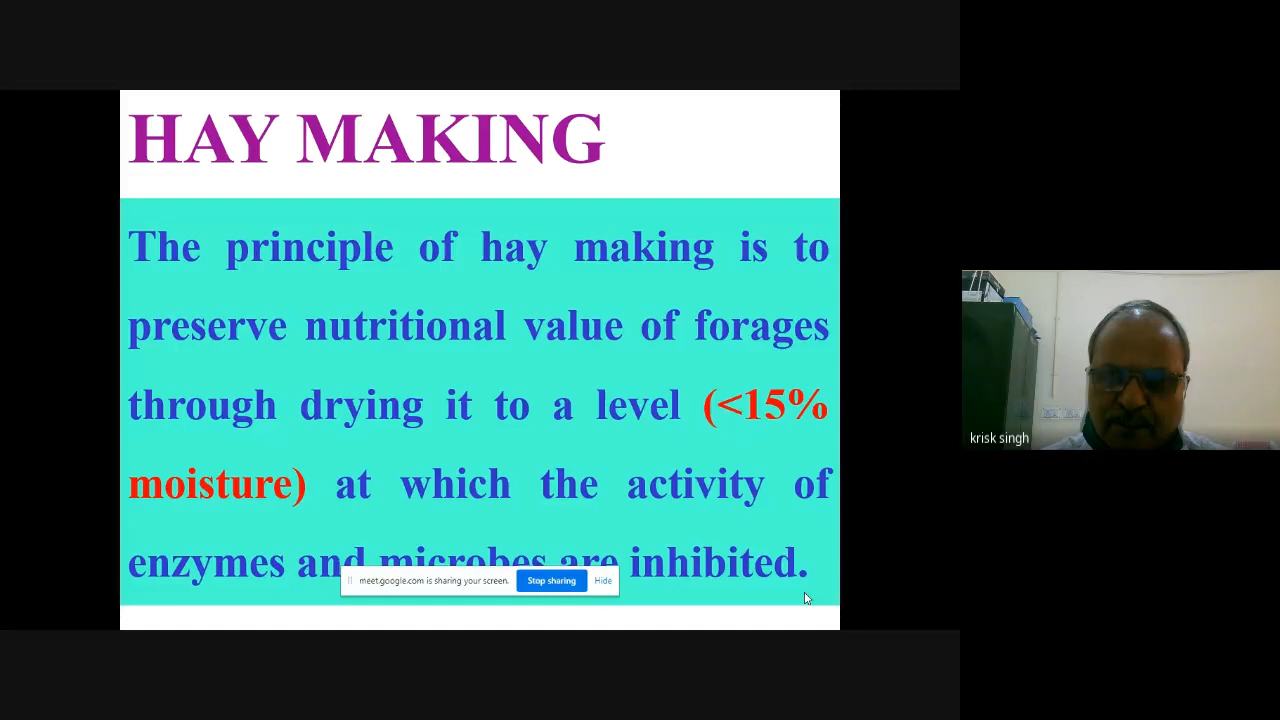 HAY MAKING
The principle of hay making is to
preserve nutritional value of forages
through drying it to a level (<15%
moisture) at which the activity of
enzymes and microbes are inhibited.
meet.google.com is sharing your screen. Stop sharing Hide
krisk singh